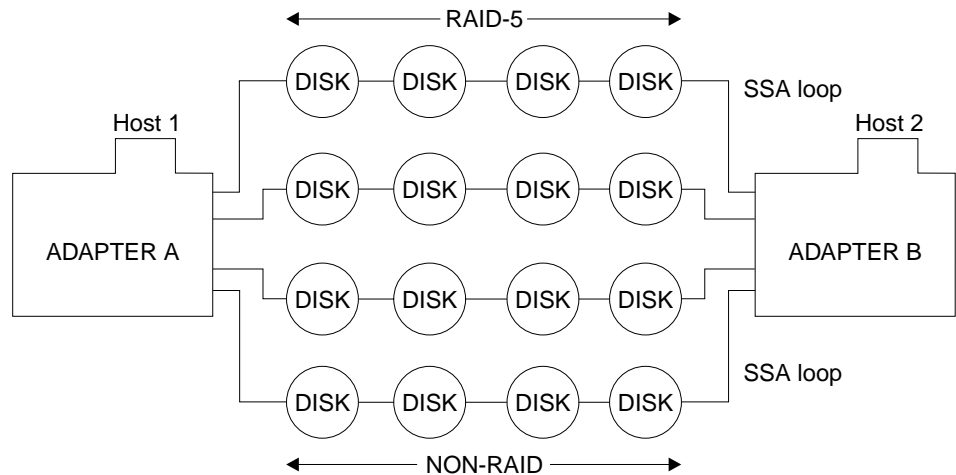 RAID-5
DISK DISK DISK DISK
SSA loop
Host 1
Host 2
DISK DISK DISK DISK
ADAPTER A
ADAPTER B
DISK DISK DISK DISK
SSA loop
DISK DISK DISK DISK
NON-RAID